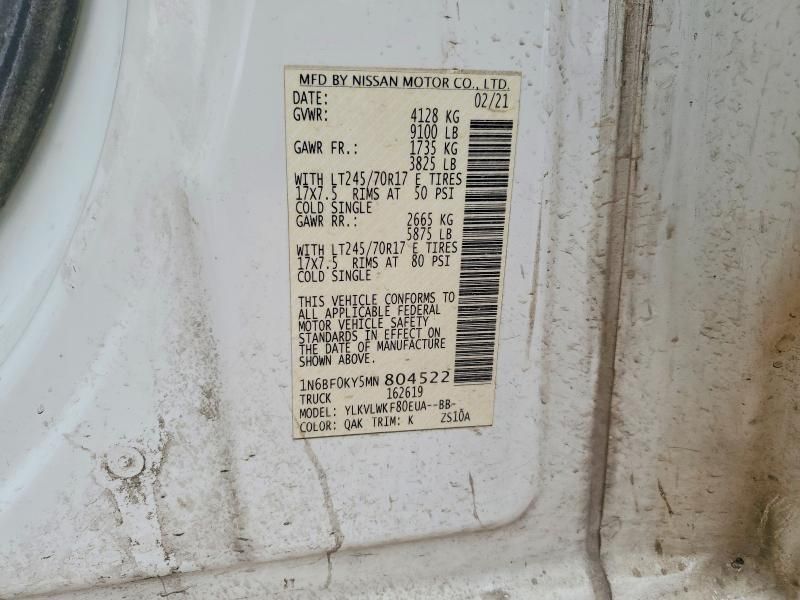 MFD BY NISSAN MOTOR CO., LTD.
DATE: 02/21
GVWR: 4128 KG
9100 LB
GAWR FR.: 1735 KG
3825 LB
WITH LT245/70R17 E TIRES
17X7.5 RIMS AT 50 PSI
COLD SINGLE
GAWR RR.: 2665 KG
5875 LB
WITH LT245/70R17 E TIRES
17X7.5 RIMS AT 80 PSI
COLD SINGLE
THIS VEHICLE CONFORMS TO
ALL APPLICABLE FEDERAL
MOTOR VEHICLE SAFETY
STANDARDS IN EFFECT ON
THE DATE OF MANUFACTURE
SHOWN ABOVE.
1N6BF0KY5MN 804522
TRUCK 162619
MODEL: YLKVLWKF80EUA--BB-
COLOR: QAK TRIM: K ZS10A